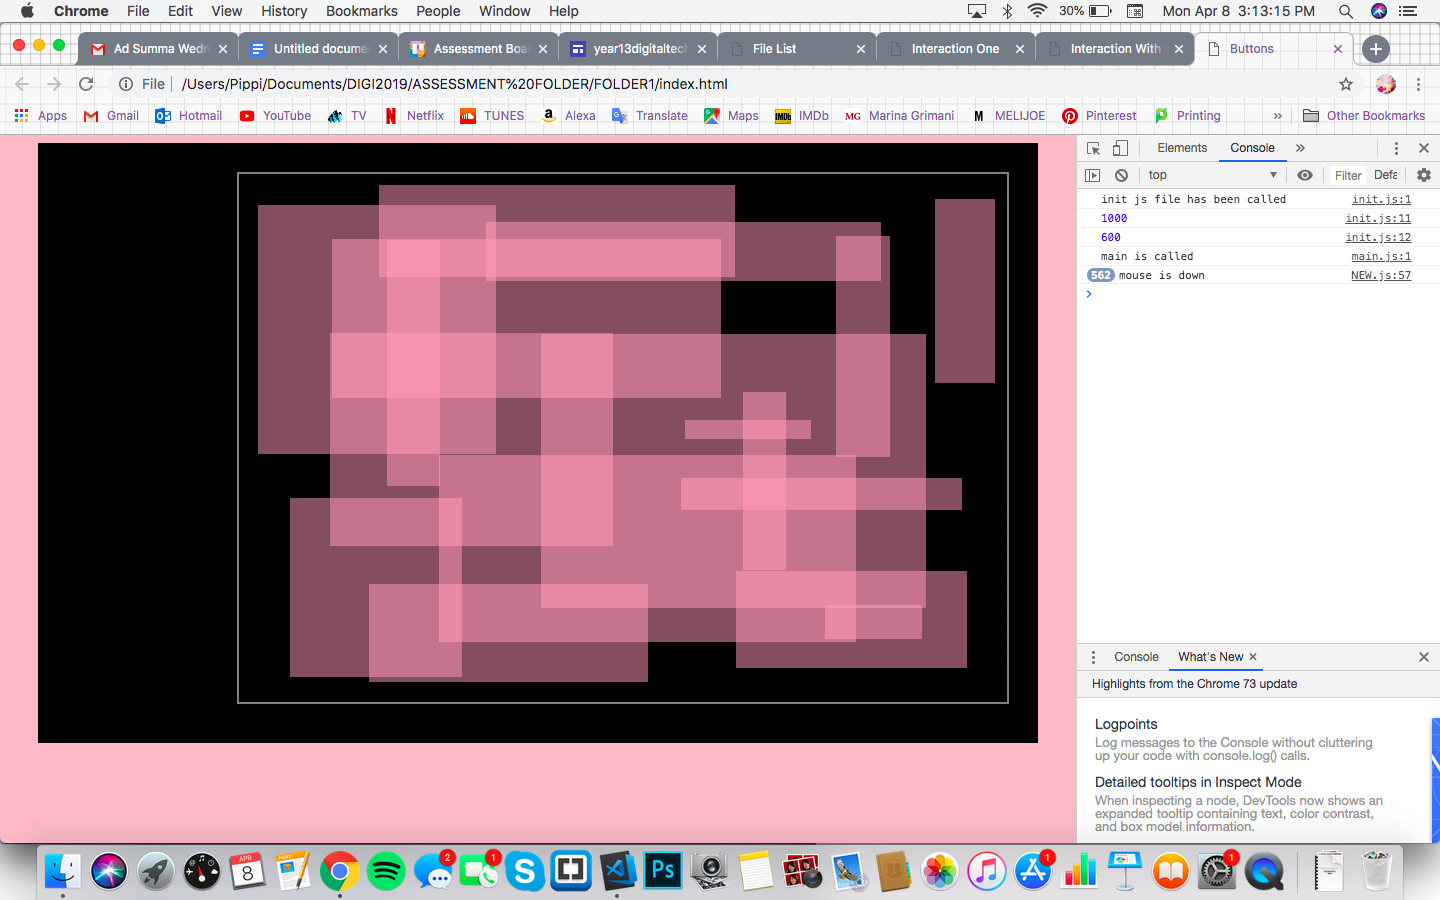 Chrome File Edit View History Bookmarks People Window Help 30% Mon Apr 8 3:13:15 PM
Ad Summa Wedn Untitled docume Assessment Boar year13digitaltech File List Interaction One Interaction With Buttons
File /Users/Pippi/Documents/DIGI2019/ASSESSMENT%20FOLDER/FOLDER1/index.html
Apps Gmail Hotmail YouTube TV Netflix TUNES Alexa Translate Maps IMDb MG Marina Grimani M MELIJOE Pinterest Printing » Other Bookmarks
Elements Console »
top Filter Defa
init js file has been called init.js:1
1000 init.js:11
600 init.js:12
main is called main.js:1
562 mouse is down NEW.js:57
Console What's New
Highlights from the Chrome 73 update
Logpoints
Log messages to the Console without cluttering
up your code with console.log() calls.
Detailed tooltips in Inspect Mode
When inspecting a node, DevTools now shows an
expanded tooltip containing text, color contrast,
and box model information.
APR
8
2
1
Ps
1
1